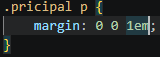 .pricipal p {
    margin: 0 0 1em;
}